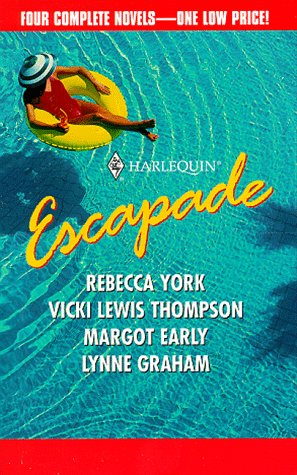 FOUR COMPLETE NOVELS—ONE LOW PRICE!
HARLEQUIN®
Escapade
REBECCA YORK
VICKI LEWIS THOMPSON
MARGOT EARLY
LYNNE GRAHAM